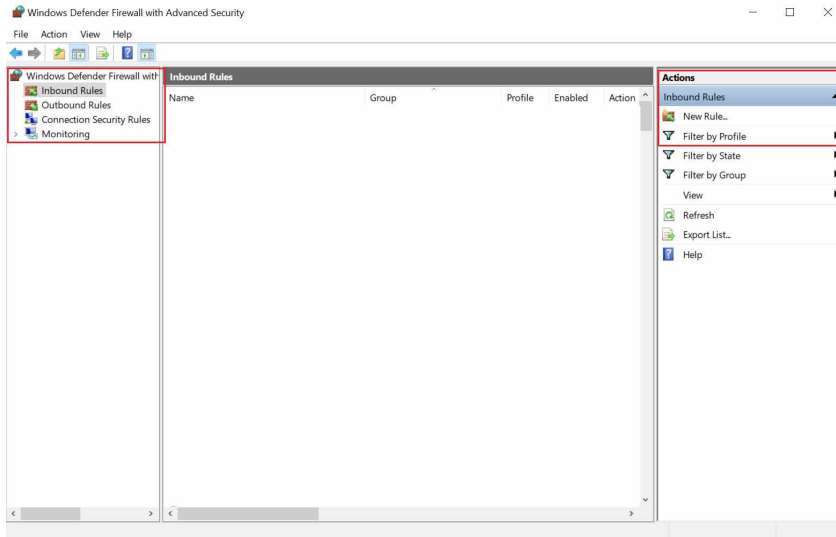 Windows Defender Firewall with Advanced Security
File Action View Help
Windows Defender Firewall with
Inbound Rules
Outbound Rules
Connection Security Rules
Monitoring
Inbound Rules
Name Group Profile Enabled Action
Actions
Inbound Rules
New Rule...
Filter by Profile
Filter by State
Filter by Group
View
Refresh
Export List...
Help